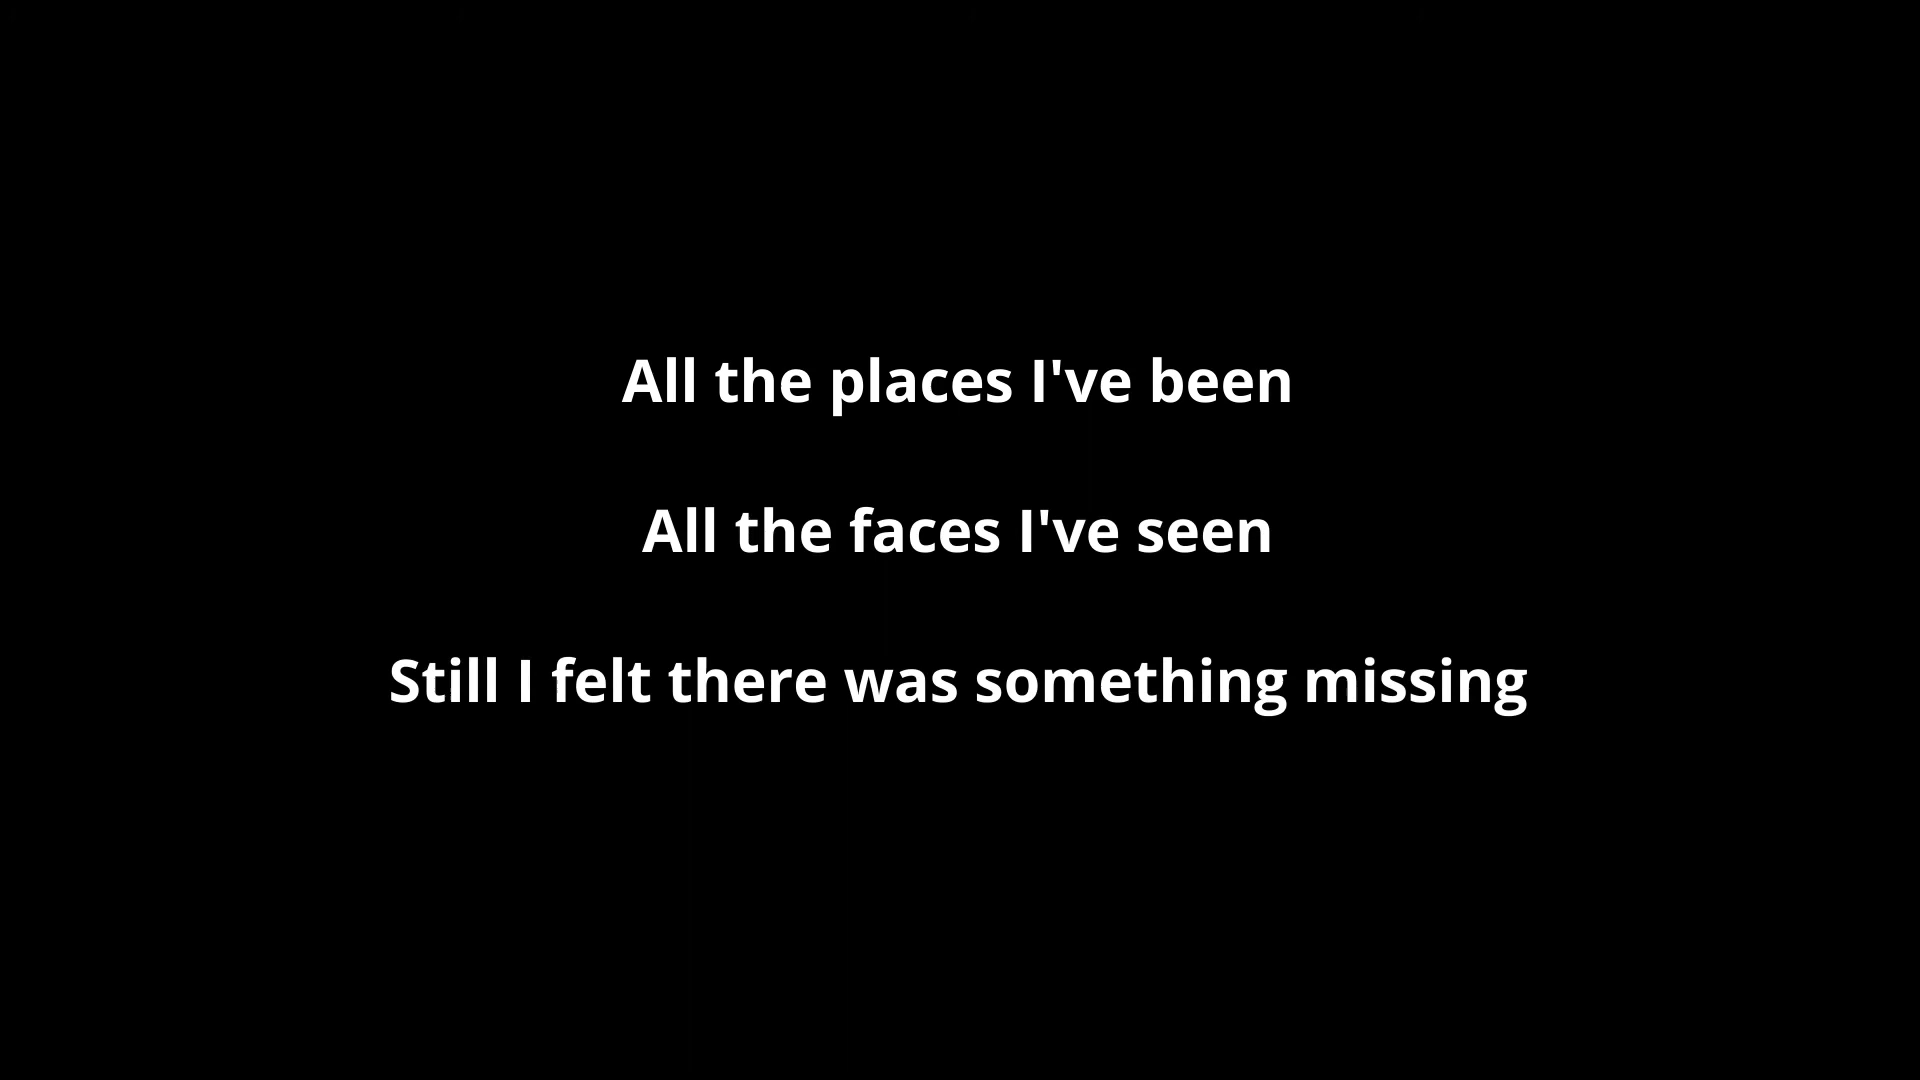 All the places I've been
All the faces I've seen
Still I felt there was something missing